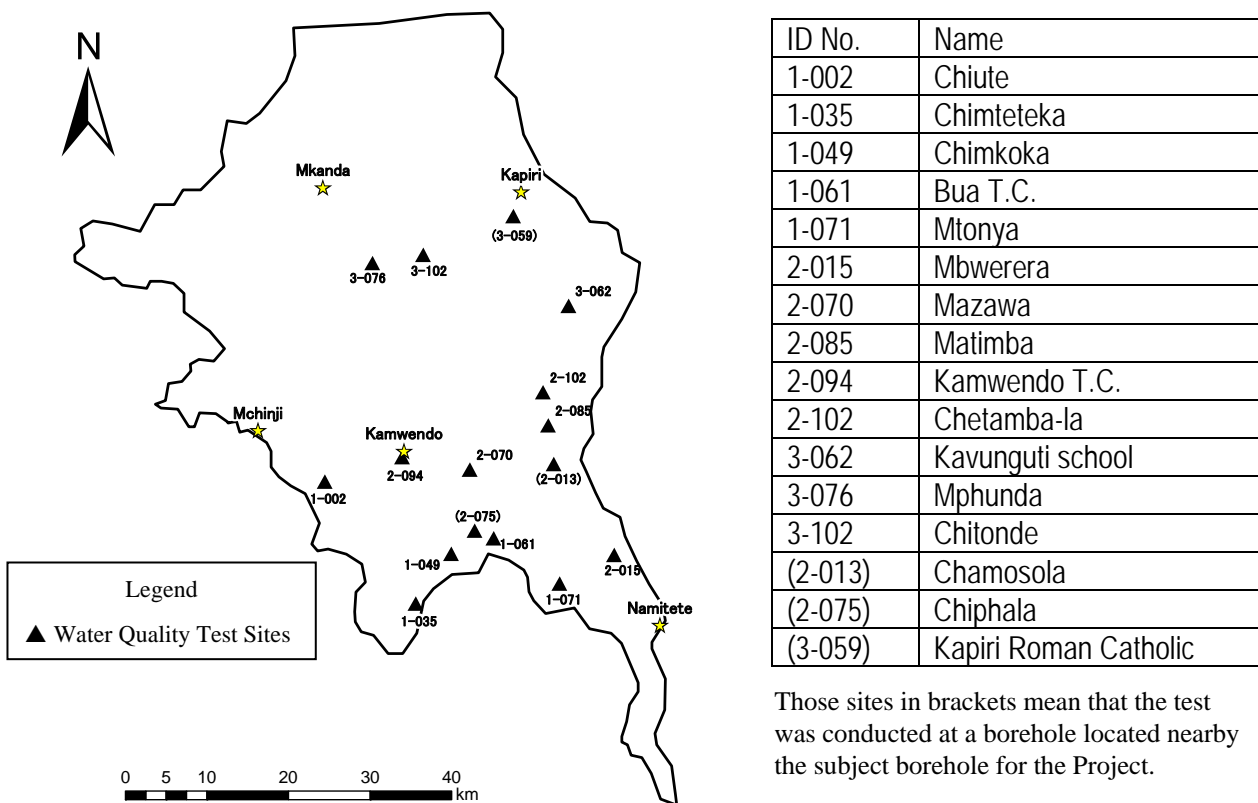 N
Mkanda
Kapiri
(3-059)
3-076
3-102
3-062
2-102
2-085
Mchinji
Kamwendo
2-094
2-070
(2-013)
1-002
(2-075)
1-061
1-049
2-015
1-071
1-035
Namitete
Legend
▲ Water Quality Test Sites
0 5 10 20 30 40
km
ID No. Name
1-002 Chiute
1-035 Chimteteka
1-049 Chimkoka
1-061 Bua T.C.
1-071 Mtonya
2-015 Mbwerera
2-070 Mazawa
2-085 Matimba
2-094 Kamwendo T.C.
2-102 Chetamba-la
3-062 Kavunguti school
3-076 Mphunda
3-102 Chitonde
(2-013) Chamosola
(2-075) Chiphala
(3-059) Kapiri Roman Catholic
Those sites in brackets mean that the test
was conducted at a borehole located nearby
the subject borehole for the Project.